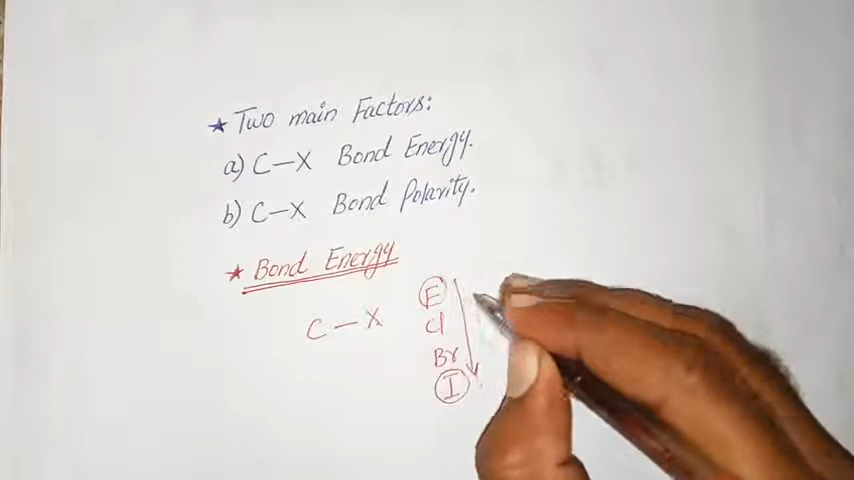 ★ Two main Factors:
a) C—X Bond Energy.
b) C—X Bond Polarity.
★ Bond Energy
C—X
F
Cl
Br
I